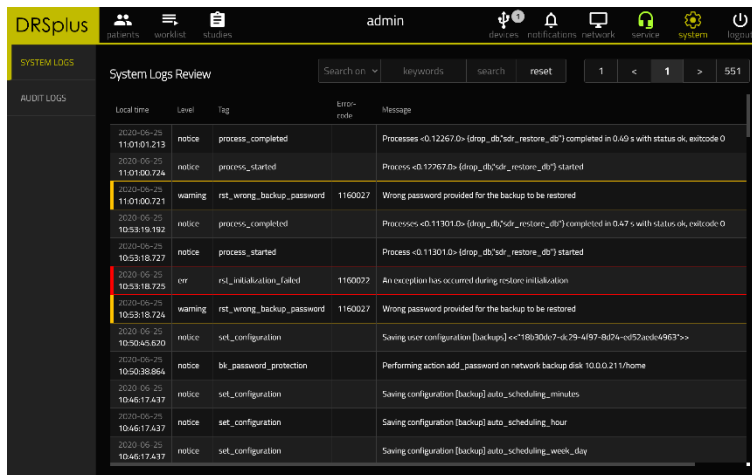 DRSplus
patients worklist studies
admin
1
devices notifications network service system logout
SYSTEM LOGS
AUDIT LOGS
System Logs Review
Search on keywords search reset 1 < 1 > 551
Local time Level Tag Error-code Message
2020-06-25 11:01:01.213 notice process_completed Processes <0.12267.0> {drop_db,"sdr_restore_db"} completed in 0.49 s with status ok, exitcode 0
2020-06-25 11:01:00.724 notice process_started Process <0.12267.0> {drop_db,"sdr_restore_db"} started
2020-06-25 11:01:00.721 warning rst_wrong_backup_password 1160027 Wrong password provided for the backup to be restored
2020-06-25 10:53:19.192 notice process_completed Processes <0.11301.0> {drop_db,"sdr_restore_db"} completed in 0.47 s with status ok, exitcode 0
2020-06-25 10:53:18.727 notice process_started Process <0.11301.0> {drop_db,"sdr_restore_db"} started
2020-06-25 10:53:18.725 err rst_initialization_failed 1160022 An exception has occurred during restore initialization
2020-06-25 10:53:18.724 warning rst_wrong_backup_password 1160027 Wrong password provided for the backup to be restored
2020-06-25 10:50:45.620 notice set_configuration Saving user configuration [backups] <<"18b30de7-dc29-4f97-8d24-ed52aede4963">>
2020-06-25 10:50:38.864 notice bk_password_protection Performing action add_password on network backup disk 10.0.0.211/home
2020-06-25 10:46:17.437 notice set_configuration Saving configuration [backup] auto_scheduling_minutes
2020-06-25 10:46:17.437 notice set_configuration Saving configuration [backup] auto_scheduling_hour
2020-06-25 10:46:17.437 notice set_configuration Saving configuration [backup] auto_scheduling_week_day